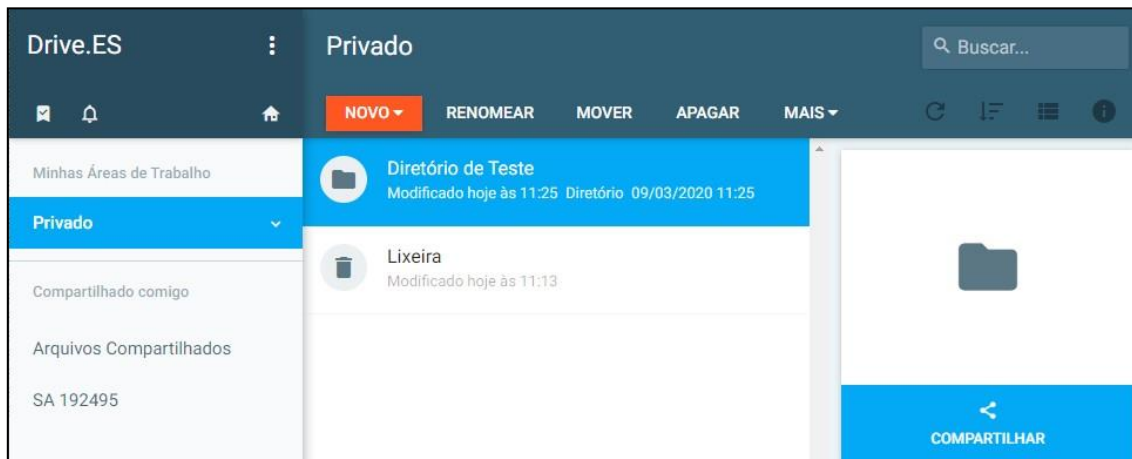 Drive.ES
Privado
Buscar...
NOVO
RENOMEAR
MOVER
APAGAR
MAIS
Minhas Áreas de Trabalho
Privado
Compartilhado comigo
Arquivos Compartilhados
SA 192495
Diretório de Teste
Modificado hoje às 11:25 Diretório 09/03/2020 11:25
Lixeira
Modificado hoje às 11:13
COMPARTILHAR